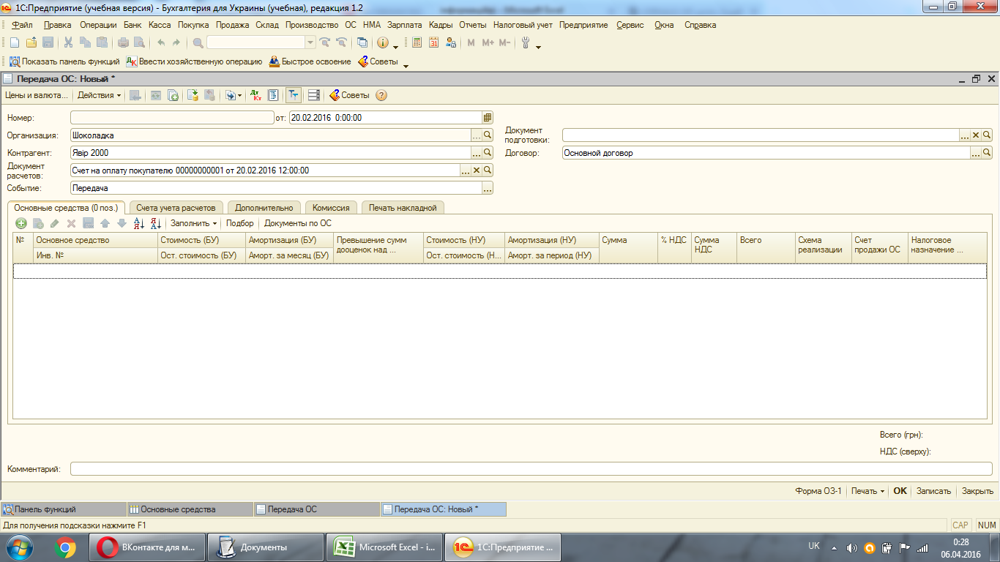 1С:Предприятие (учебная версия) - Бухгалтерия для Украины (учебная), редакция 1.2
Файл Правка Операции Банк Касса Покупка Продажа Склад Производство ОС НМА Зарплата Кадры Отчеты Налоговый учет Предприятие Сервис Окна Справка
M M+ M-
Показать панель функций Ввести хозяйственную операцию Быстрое освоение Советы
Передача ОС: Новый *
Цены и валюта... Действия Советы
Номер: от: 20.02.2016 0:00:00
Организация: Шоколадка Документ подготовки:
Контрагент: Явір 2000 Договор: Основной договор
Документ расчетов: Счет на оплату покупателю 00000000001 от 20.02.2016 12:00:00
Событие: Передача
Основные средства (0 поз.) Счета учета расчетов Дополнительно Комиссия Печать накладной
Заполнить Подбор Документы по ОС
№ Основное средство Стоимость (БУ) Амортизация (БУ) Превышение сумм дооценок над ... Стоимость (НУ) Амортизация (НУ) Сумма % НДС Сумма НДС Всего Схема реализации Счет продажи ОС Налоговое назначение ...
Инв. № Ост. стоимость (БУ) Аморт. за месяц (БУ) Ост. стоимость (Н... Аморт. за период (НУ)
Всего (грн):
НДС (сверху):
Комментарий:
Форма ОЗ-1 Печать OK Записать Закрыть
Панель функций Основные средства Передача ОС Передача ОС: Новый *
Для получения подсказки нажмите F1 CAP NUM
ВКонтакте для м... Документы Microsoft Excel - i... 1С:Предприятие ... UK 0:28
06.04.2016